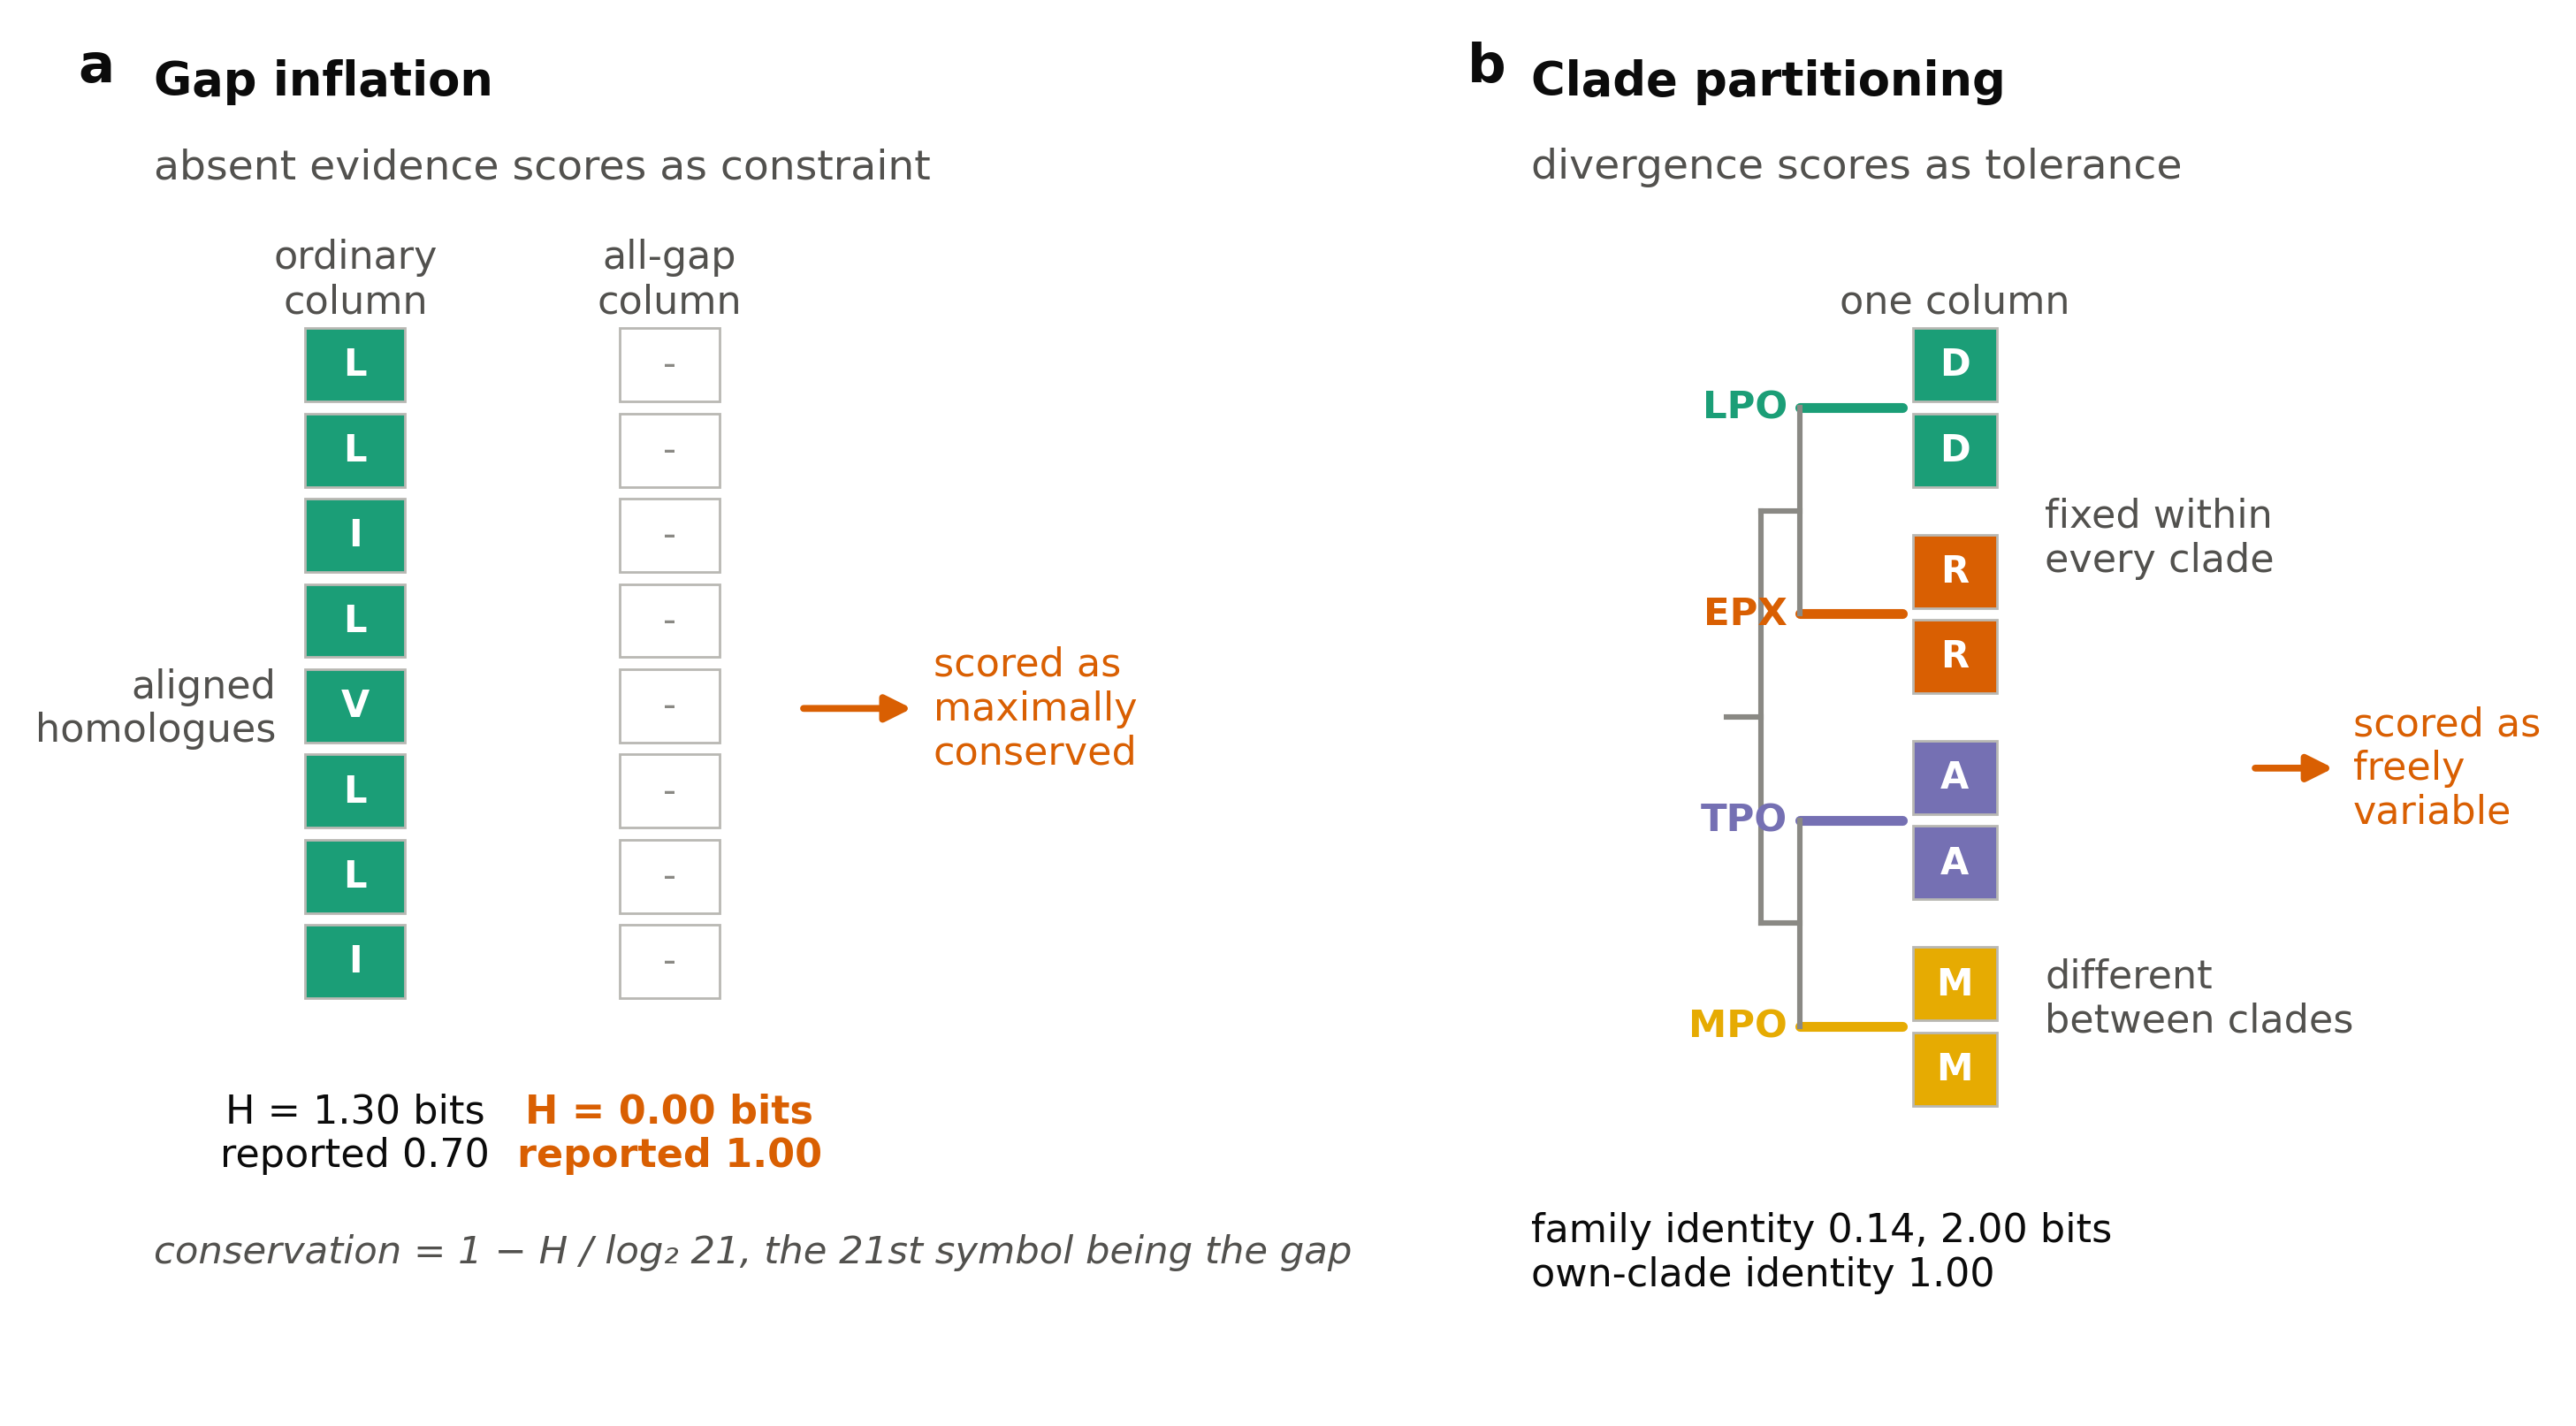 a Gap inflation
absent evidence scores as constraint
ordinary
column
all-gap
column
L
L
I
L
V
L
L
I
-
-
-
-
-
-
-
-
aligned
homologues
scored as
maximally
conserved
H = 1.30 bits
reported 0.70
H = 0.00 bits
reported 1.00
conservation = 1 − H / log₂ 21, the 21st symbol being the gap
b Clade partitioning
divergence scores as tolerance
one column
LPO
D
D
EPX
R
R
TPO
A
A
MPO
M
M
fixed within
every clade
scored as
freely
variable
different
between clades
family identity 0.14, 2.00 bits
own-clade identity 1.00